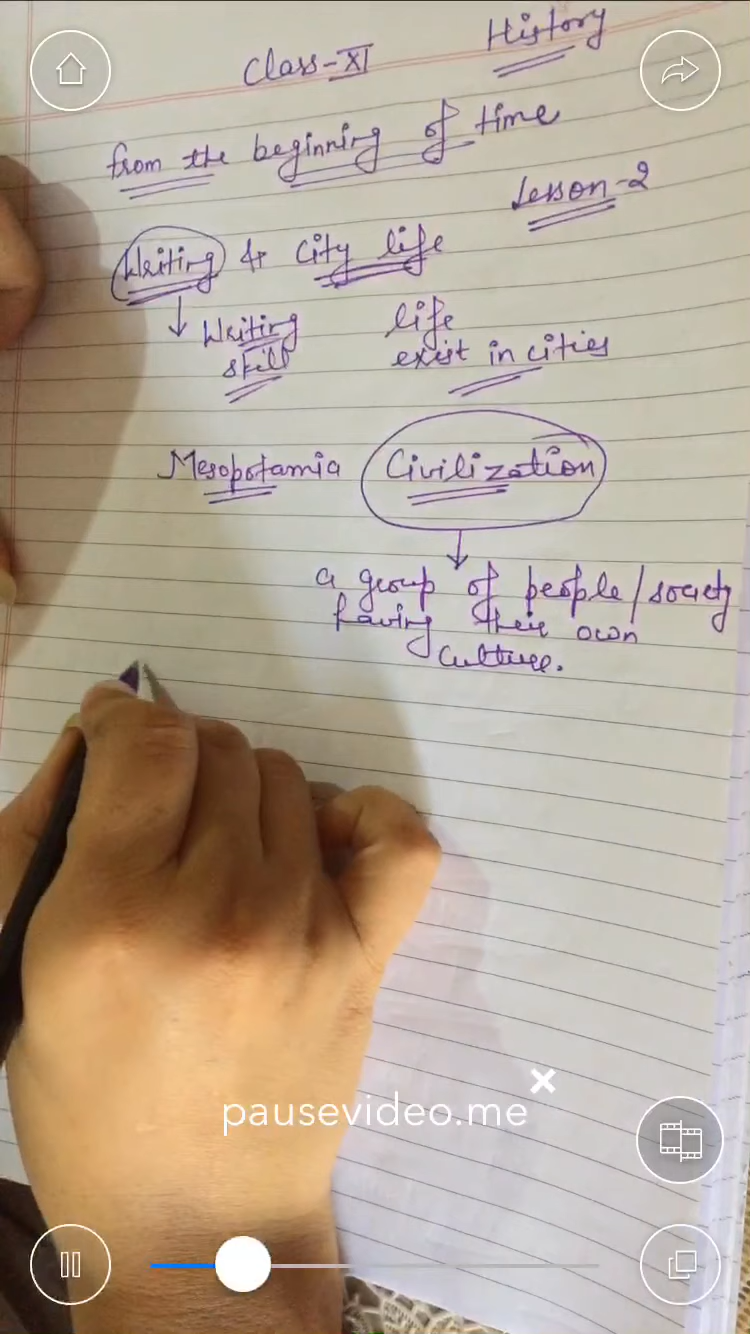 History
Class-XI
from the beginning of time
Lesson-2
Writing & City life
Writing life
skill exist in cities
Mesopotamia Civilization
a group of people/society
having their own
culture.
pausevideo.me